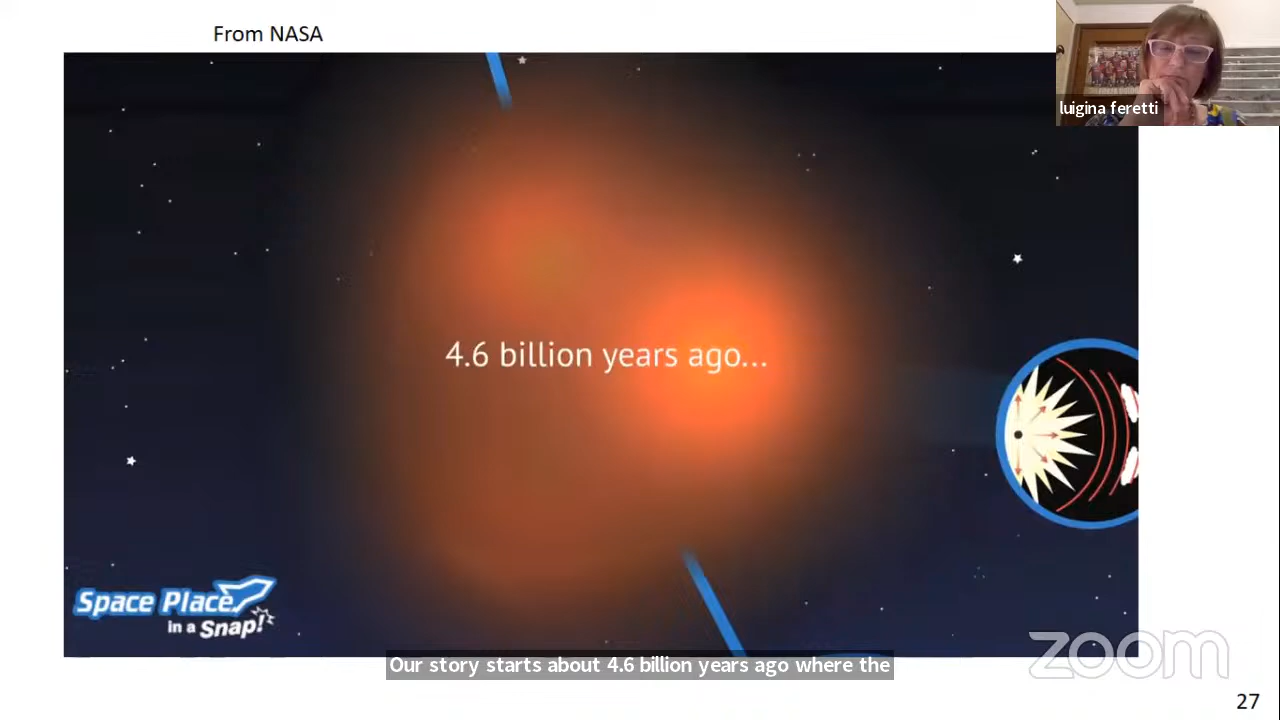 From NASA
luigina feretti
4.6 billion years ago...
Space Place
in a Snap!
Our story starts about 4.6 billion years ago where the
zoom
27